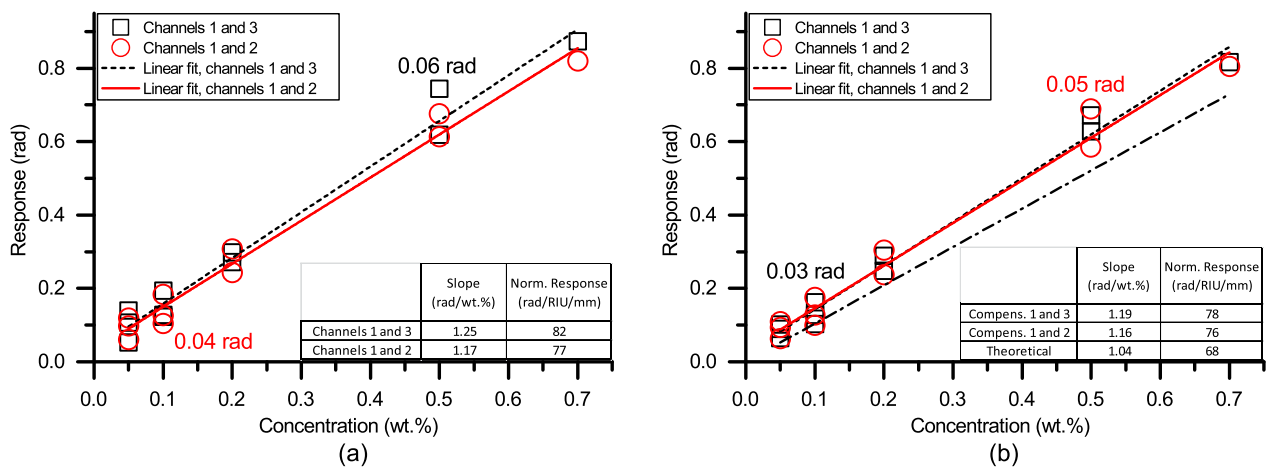 Channels 1 and 3
Channels 1 and 2
Linear fit, channels 1 and 3
Linear fit, channels 1 and 2
0.06 rad
0.04 rad
Response (rad)
0.8
0.6
0.4
0.2
0.0
0.0 0.1 0.2 0.3 0.4 0.5 0.6 0.7
Concentration (wt.%)
Slope Norm. Response
(rad/wt.%) (rad/RIU/mm)
Channels 1 and 3 1.25 82
Channels 1 and 2 1.17 77
(a)
Channels 1 and 3
Channels 1 and 2
Linear fit, channels 1 and 3
Linear fit, channels 1 and 2
0.05 rad
0.03 rad
Response (rad)
0.8
0.6
0.4
0.2
0.0
0.0 0.1 0.2 0.3 0.4 0.5 0.6 0.7
Concentration (wt.%)
Slope Norm. Response
(rad/wt.%) (rad/RIU/mm)
Compens. 1 and 3 1.19 78
Compens. 1 and 2 1.16 76
Theoretical 1.04 68
(b)